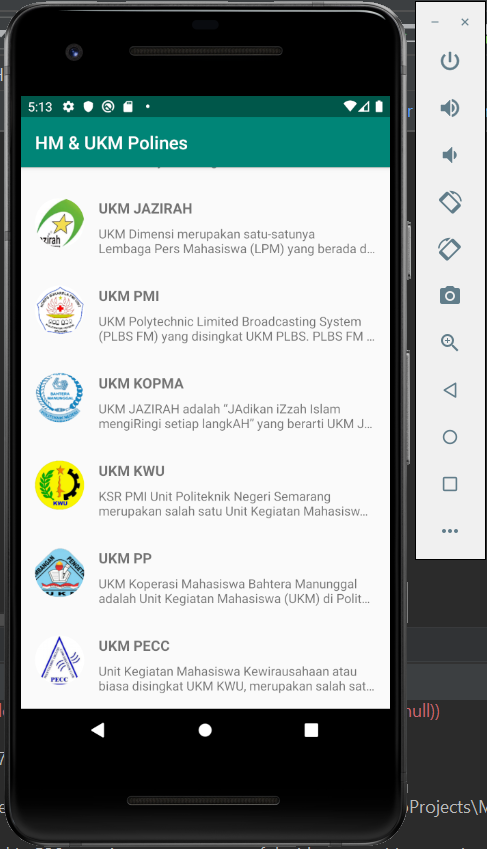 5:13
HM & UKM Polines
UKM JAZIRAH
UKM Dimensi merupakan satu-satunya
Lembaga Pers Mahasiswa (LPM) yang berada d...
UKM PMI
UKM Polytechnic Limited Broadcasting System
(PLBS FM) yang disingkat UKM PLBS. PLBS FM ...
UKM KOPMA
UKM JAZIRAH adalah “JAdikan iZzah Islam
mengiRingi setiap langkAH” yang berarti UKM J...
UKM KWU
KWU
KSR PMI Unit Politeknik Negeri Semarang
merupakan salah satu Unit Kegiatan Mahasisw...
UKM PP
UKM Koperasi Mahasiswa Bahtera Manunggal
adalah Unit Kegiatan Mahasiswa (UKM) di Polit...
UKM PECC
PECC
Unit Kegiatan Mahasiswa Kewirausahaan atau
biasa disingkat UKM KWU, merupakan salah sat...
null))
Projects\M